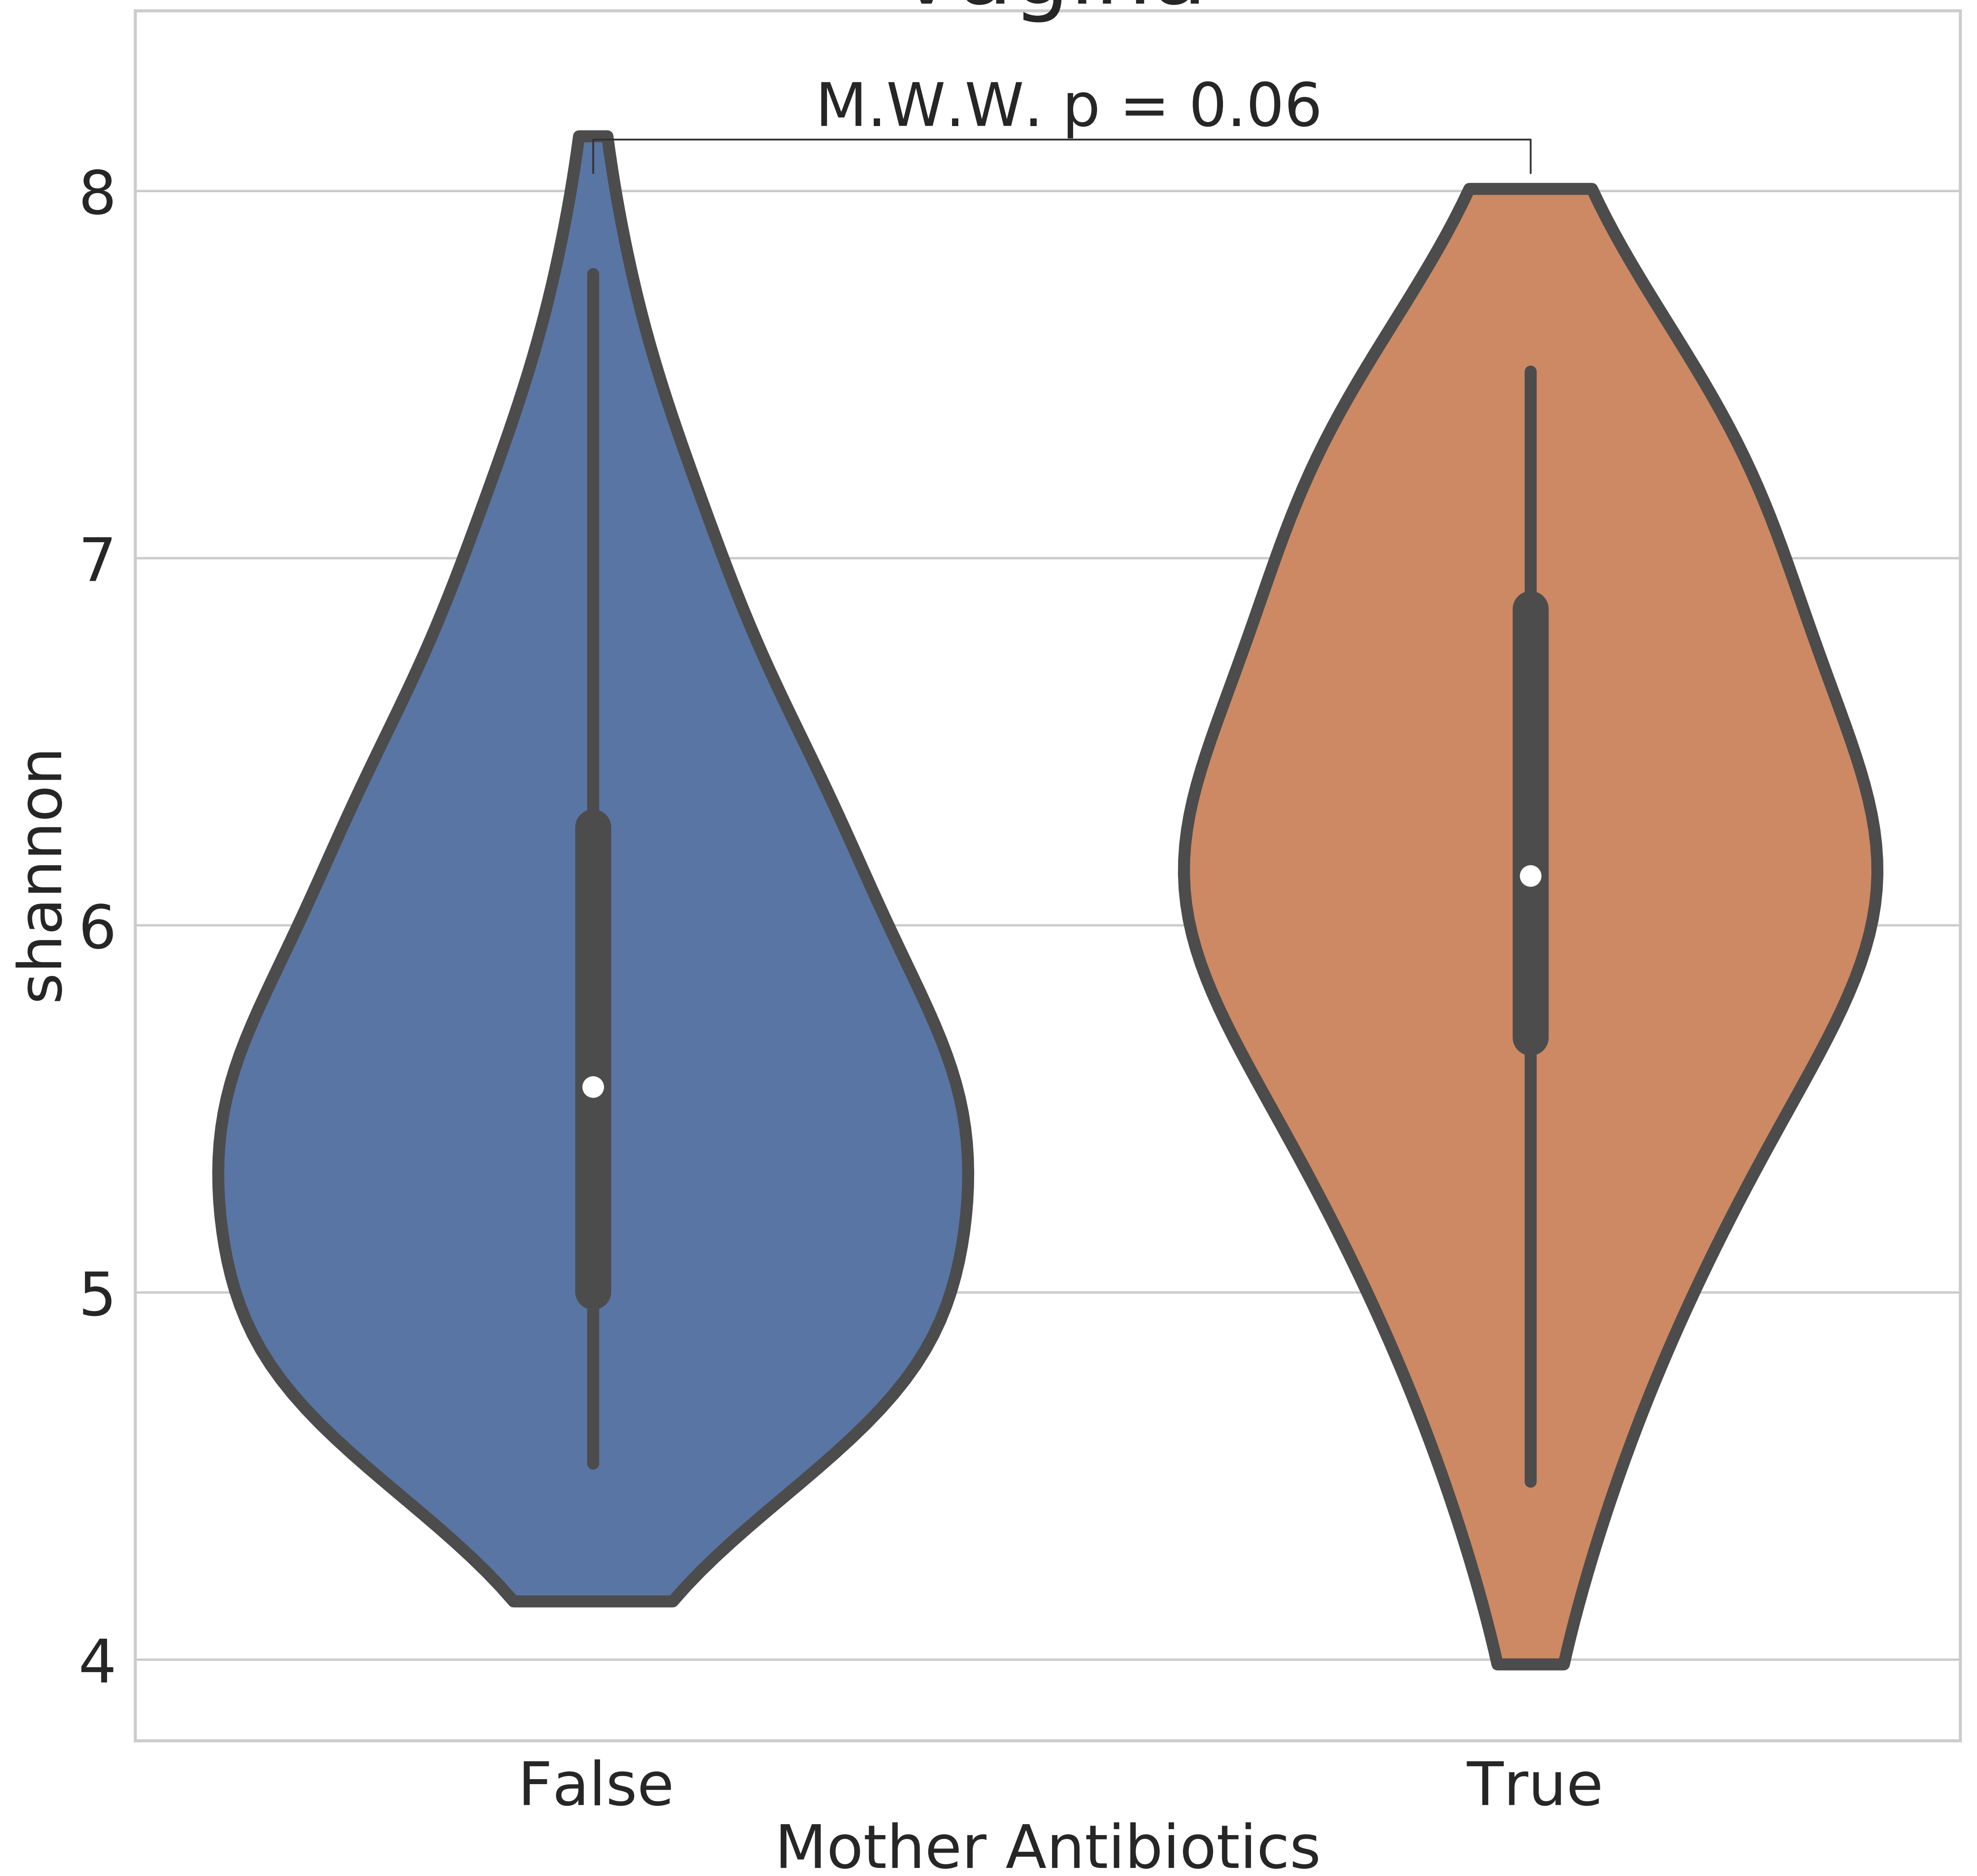 M.W.W. p = 0.06
8
7
6
5
4
shannon
False
True
Mother Antibiotics